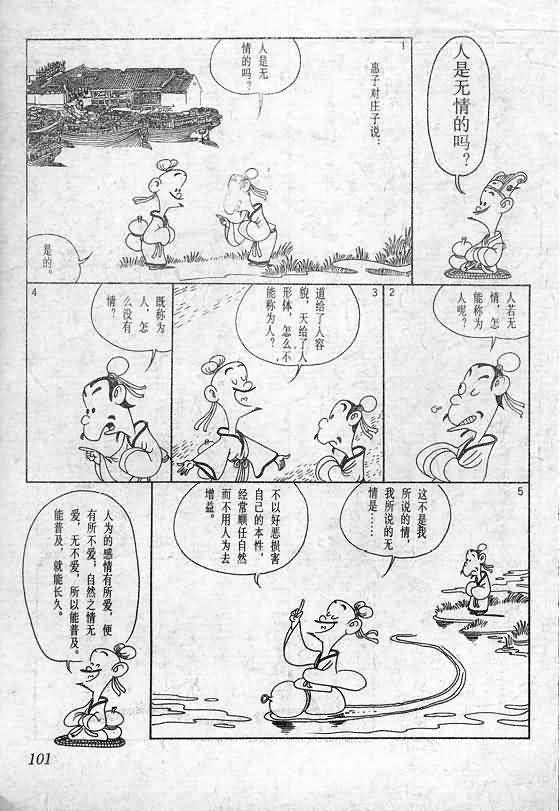 人是无情的吗？
1
惠子对庄子说：
人是无
情的吗？
是的。
2
人若无
情，怎
能称为
人呢？
3
道给了人容
貌，天给了人
形体，怎么不
能称为人？
4
既称为
人，怎
么没有
情？
5
这不是我
所说的情，
我所说的无
情是……
不以好恶损害
自己的本性，
经常顺任自然
而不用人为去
增益。
人为的感情有所爱，便
有所不爱，自然之情无
爱，无不爱，所以能普及。
能普及，就能长久。
101